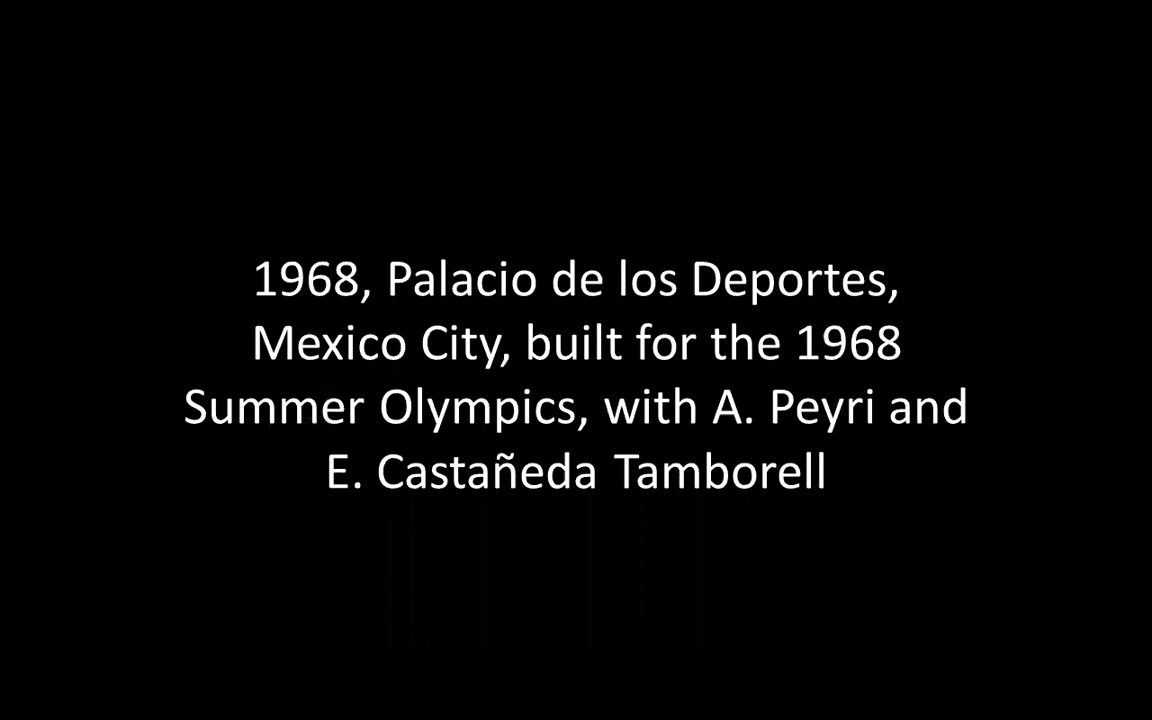 1968, Palacio de los Deportes,
Mexico City, built for the 1968
Summer Olympics, with A. Peyri and
E. Castañeda Tamborell